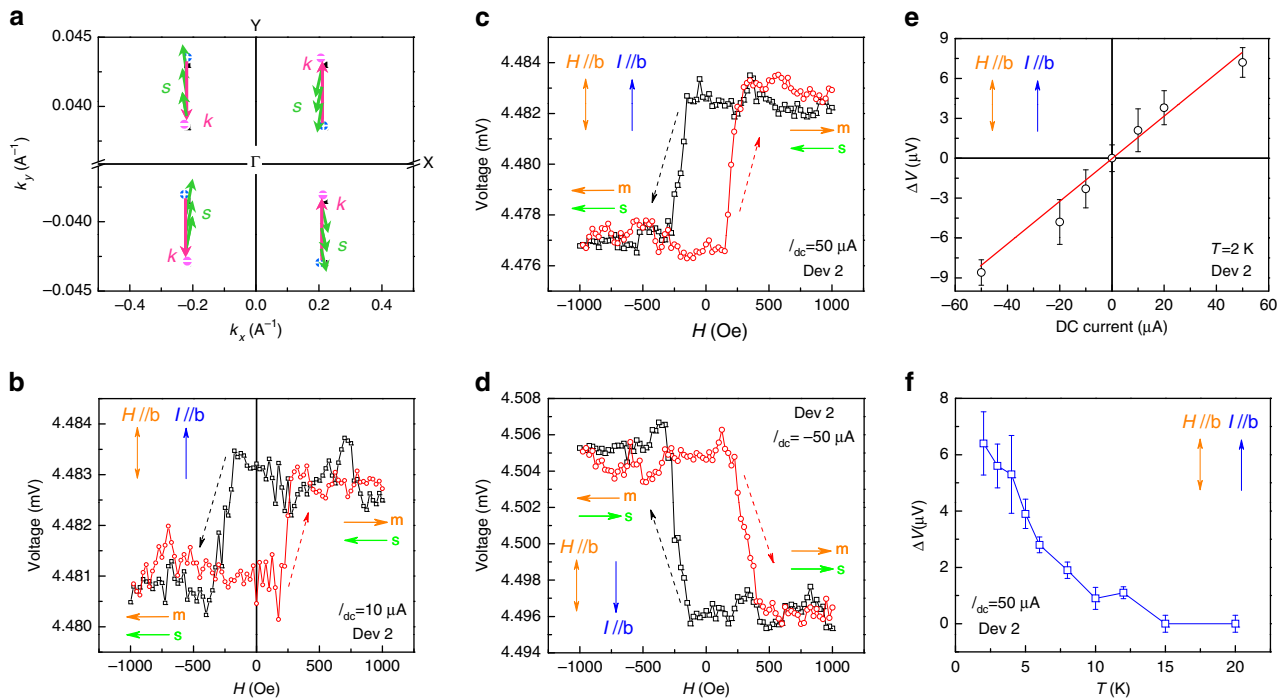 a
Y
0.045
0.040
−0.040
−0.045
k_y (A⁻¹)
s
k
k
s
Γ
X
s
k
k
s
−0.4
−0.2
0.0
0.2
0.4
k_x (A⁻¹)
b
H//b
I//b
4.484
4.483
4.482
4.481
4.480
Voltage (mV)
m
s
m
s
I_dc=10 µA
Dev 2
−1000
−500
0
500
1000
H (Oe)
c
H//b
I//b
4.484
4.482
4.480
4.478
4.476
Voltage (mV)
m
s
m
s
I_dc=50 µA
Dev 2
−1000
−500
0
500
1000
H (Oe)
d
Dev 2
I_dc= −50 µA
4.508
4.506
4.504
4.502
4.500
4.498
4.496
4.494
Voltage (mV)
m
s
m
s
H//b
I//b
−1000
−500
0
500
1000
H (Oe)
e
H//b
I//b
9
6
3
0
−3
−6
−9
ΔV (µV)
T=2 K
Dev 2
−60
−40
−20
0
20
40
60
DC current (µA)
f
H//b
I//b
8
6
4
2
0
ΔV(µV)
I_dc=50 µA
Dev 2
5
10
15
20
T (K)